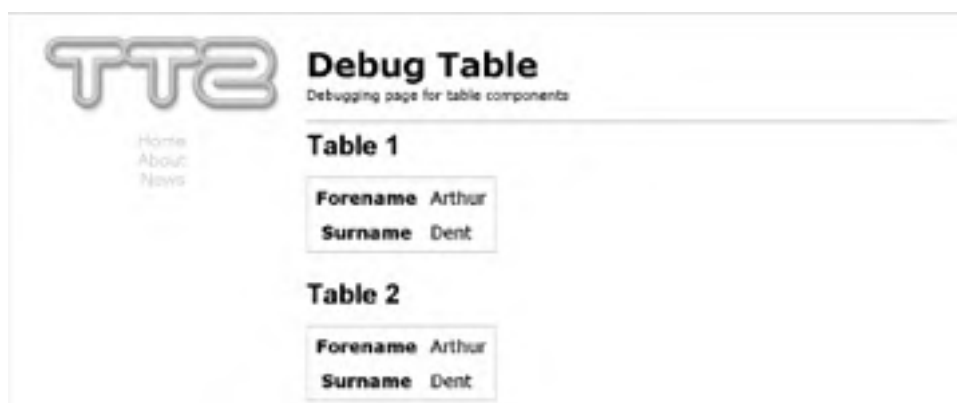 TT2
Debug Table
Debugging page for table components
Home
About
News
Table 1
Forename Arthur
Surname Dent
Table 2
Forename Arthur
Surname Dent